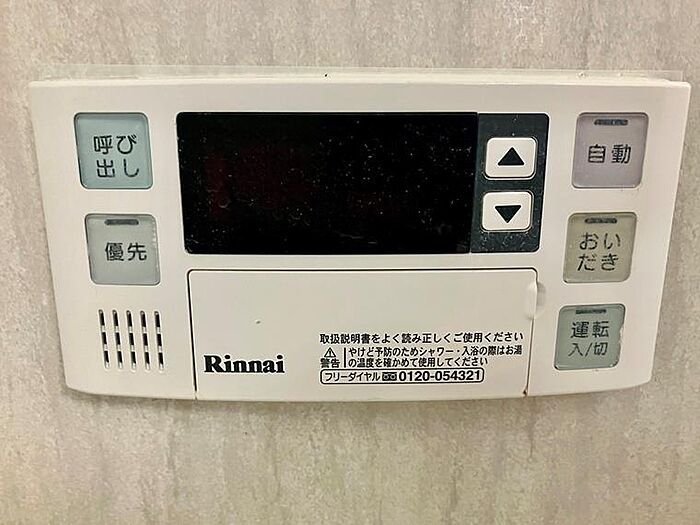 呼び
出し
優先
自動
おい
だき
運転
入/切
取扱説明書をよく読み正しくご使用ください
警告
やけど予防のためシャワー・入浴の際はお湯
の温度を確かめて使用してください
フリーダイヤル 0120-054321
Rinnai